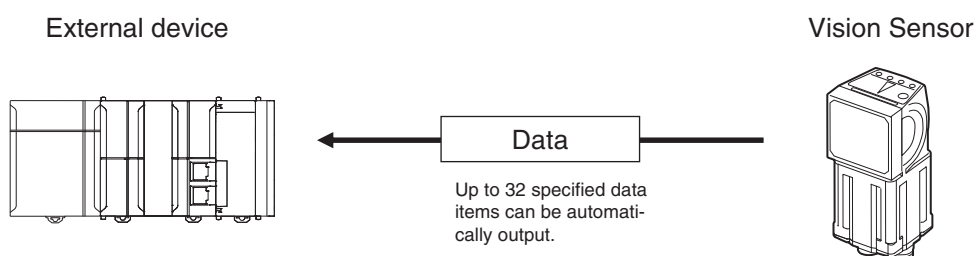 External device
Vision Sensor
Data
Up to 32 specified data
items can be automati-
cally output.